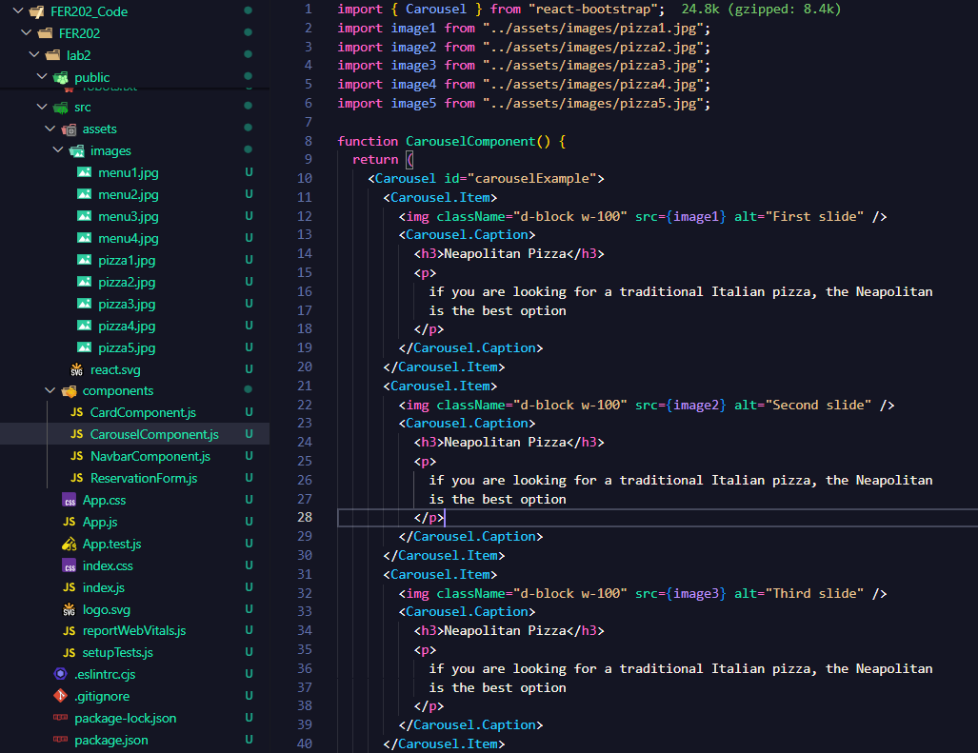 FER202_Code
FER202
lab2
public
robots.txt
src
assets
images
menu1.jpg U
menu2.jpg U
menu3.jpg U
menu4.jpg U
pizza1.jpg U
pizza2.jpg U
pizza3.jpg U
pizza4.jpg U
pizza5.jpg U
react.svg U
components
JS CardComponent.js U
JS CarouselComponent.js U
JS NavbarComponent.js U
JS ReservationForm.js U
App.css U
JS App.js U
App.test.js U
index.css U
JS index.js U
logo.svg U
JS reportWebVitals.js U
JS setupTests.js U
.eslintrc.cjs U
.gitignore U
package-lock.json U
package.json U
1 import { Carousel } from "react-bootstrap"; 24.8k (gzipped: 8.4k)
2 import image1 from "../assets/images/pizza1.jpg";
3 import image2 from "../assets/images/pizza2.jpg";
4 import image3 from "../assets/images/pizza3.jpg";
5 import image4 from "../assets/images/pizza4.jpg";
6 import image5 from "../assets/images/pizza5.jpg";
7
8 function CarouselComponent() {
9 return (
10 <Carousel id="carouselExample">
11 <Carousel.Item>
12 <img className="d-block w-100" src={image1} alt="First slide" />
13 <Carousel.Caption>
14 <h3>Neapolitan Pizza</h3>
15 <p>
16 if you are looking for a traditional Italian pizza, the Neapolitan
17 is the best option
18 </p>
19 </Carousel.Caption>
20 </Carousel.Item>
21 <Carousel.Item>
22 <img className="d-block w-100" src={image2} alt="Second slide" />
23 <Carousel.Caption>
24 <h3>Neapolitan Pizza</h3>
25 <p>
26 if you are looking for a traditional Italian pizza, the Neapolitan
27 is the best option
28 </p>
29 </Carousel.Caption>
30 </Carousel.Item>
31 <Carousel.Item>
32 <img className="d-block w-100" src={image3} alt="Third slide" />
33 <Carousel.Caption>
34 <h3>Neapolitan Pizza</h3>
35 <p>
36 if you are looking for a traditional Italian pizza, the Neapolitan
37 is the best option
38 </p>
39 </Carousel.Caption>
40 </Carousel.Item>